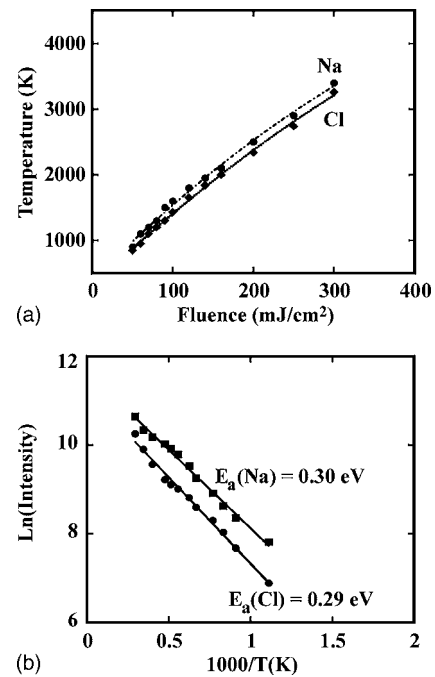 4000
3000
2000
1000
Temperature (K)
Na
Cl
0
100
200
300
400
Fluence (mJ/cm²)
(a)
12
10
8
6
Ln(Intensity)
Eₐ(Na) = 0.30 eV
Eₐ(Cl) = 0.29 eV
0
0.5
1
1.5
2
1000/T(K)
(b)